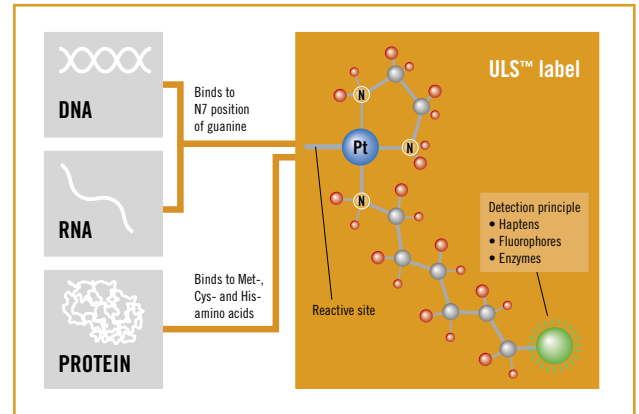 DNA
RNA
PROTEIN
Binds to
N7 position
of guanine
Binds to Met-,
Cys- and His-
amino acids
ULS™ label
N
Pt
N
N
Reactive site
Detection principle
• Haptens
• Fluorophores
• Enzymes